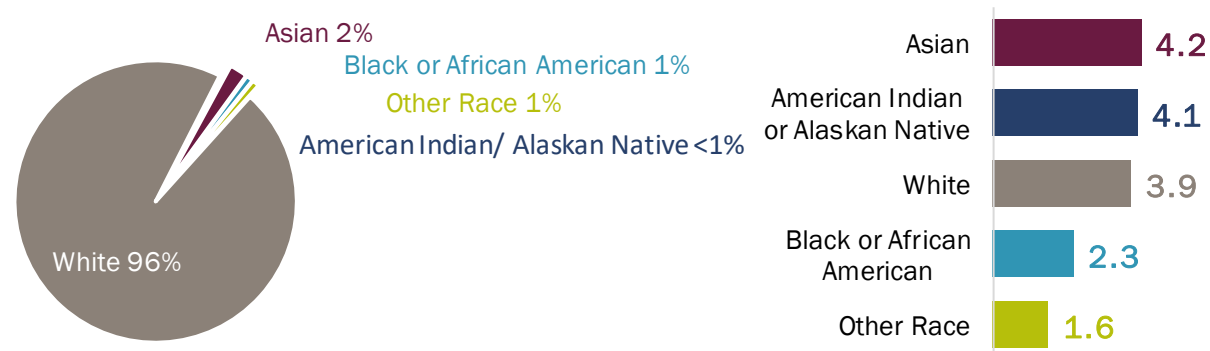 Asian 2%
Black or African American 1%
Other Race 1%
American Indian/ Alaskan Native <1%
White 96%
Asian
4.2
American Indian
or Alaskan Native
4.1
White
3.9
Black or African
American
2.3
Other Race
1.6